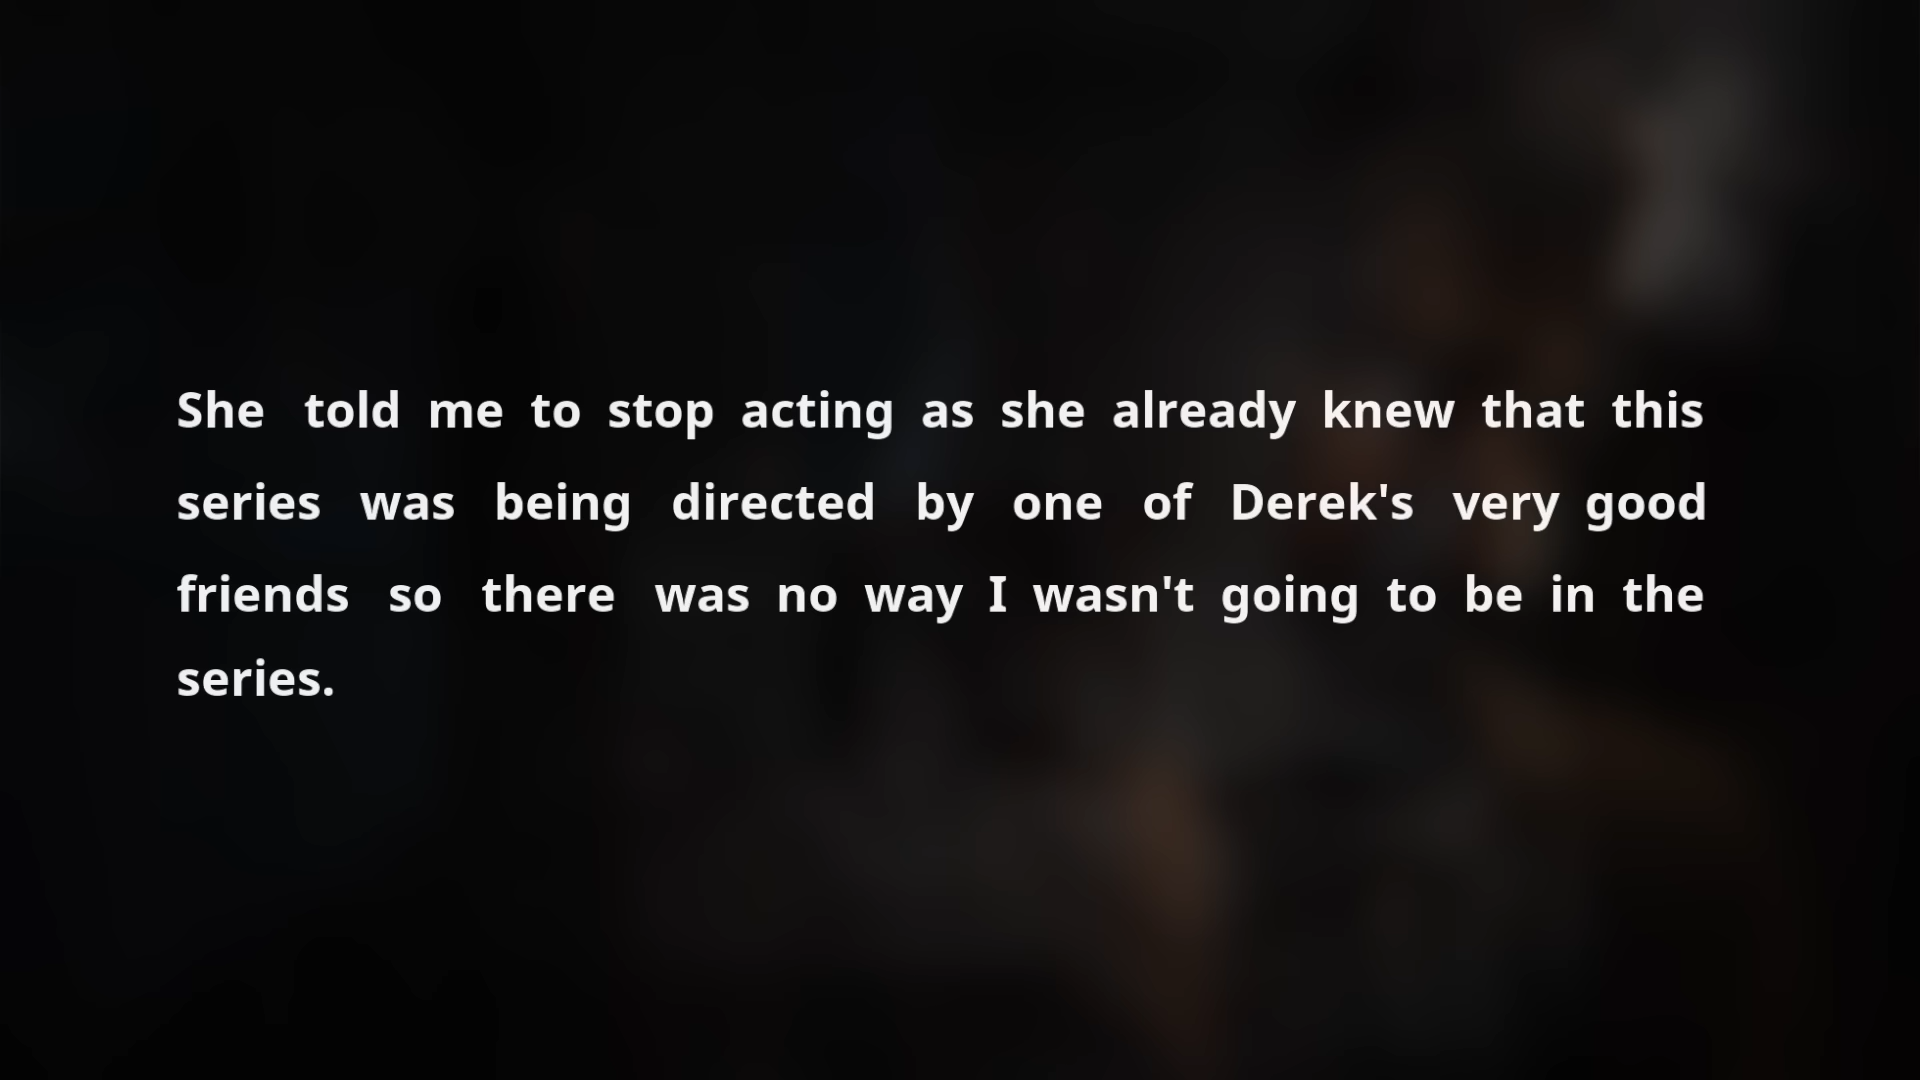 She told me to stop acting as she already knew that this
series was being directed by one of Derek's very good
friends so there was no way I wasn't going to be in the
series.